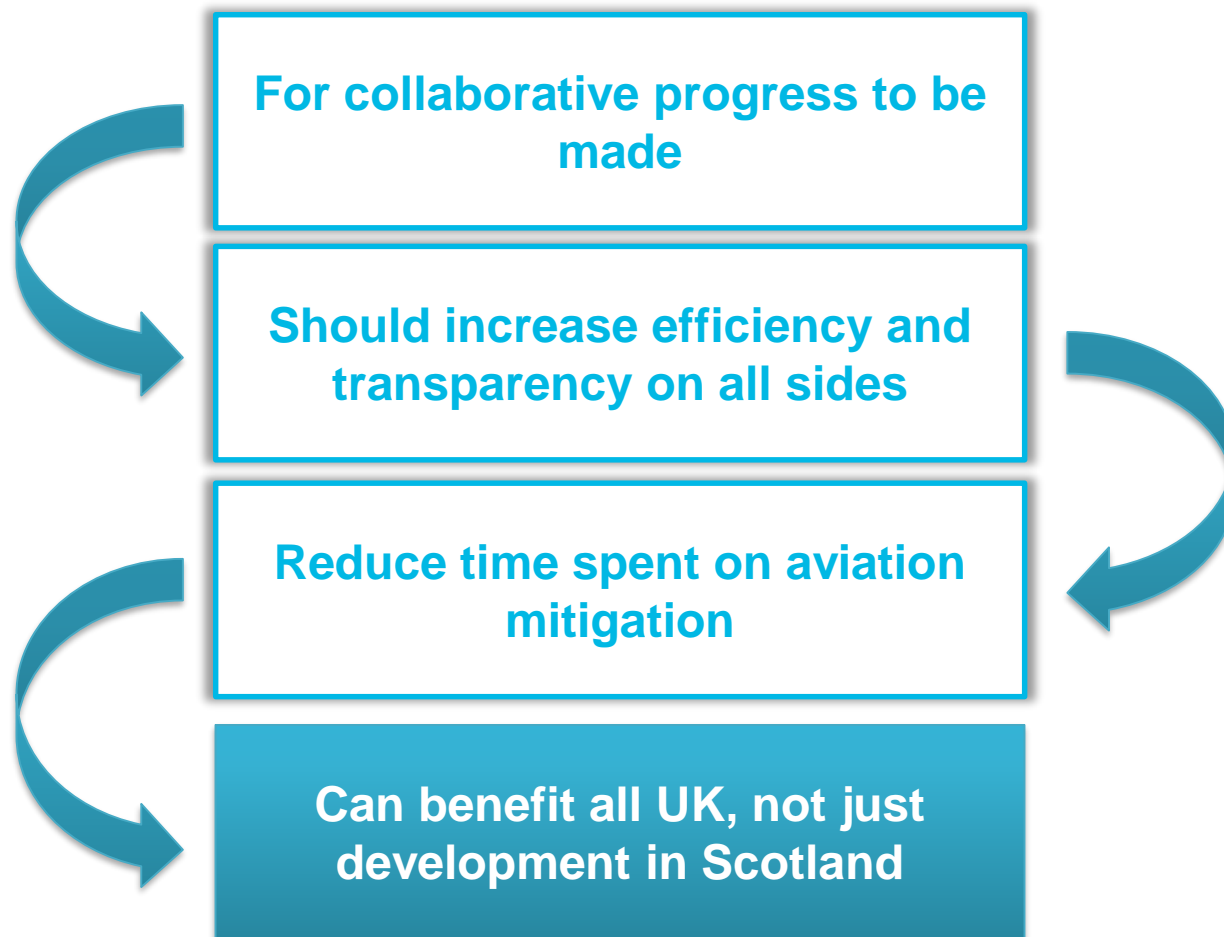 For collaborative progress to be
made
Should increase efficiency and
transparency on all sides
Reduce time spent on aviation
mitigation
Can benefit all UK, not just
development in Scotland